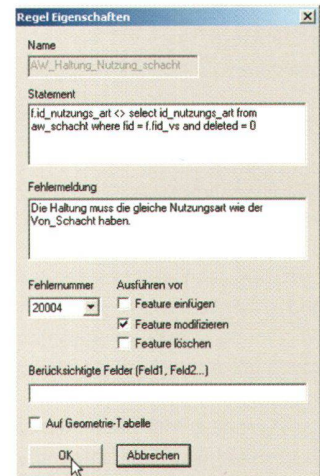 Regel Eigenschaften
Name
AW_Haltung_Nutzung_schacht
Statement
f.id_nutzungs_art <> select id_nutzungs_art from
aw_schacht where fid = f.fid_vs and deleted = 0
Fehlermeldung
Die Haltung muss die gleiche Nutzungsart wie der
Von_Schacht haben.
Fehlernummer
Ausführen vor
20004
Feature einfügen
Feature modifizieren
Feature löschen
Berücksichtigte Felder (Feld1, Feld2...)
Auf Geometrie-Tabelle
OK
Abbrechen